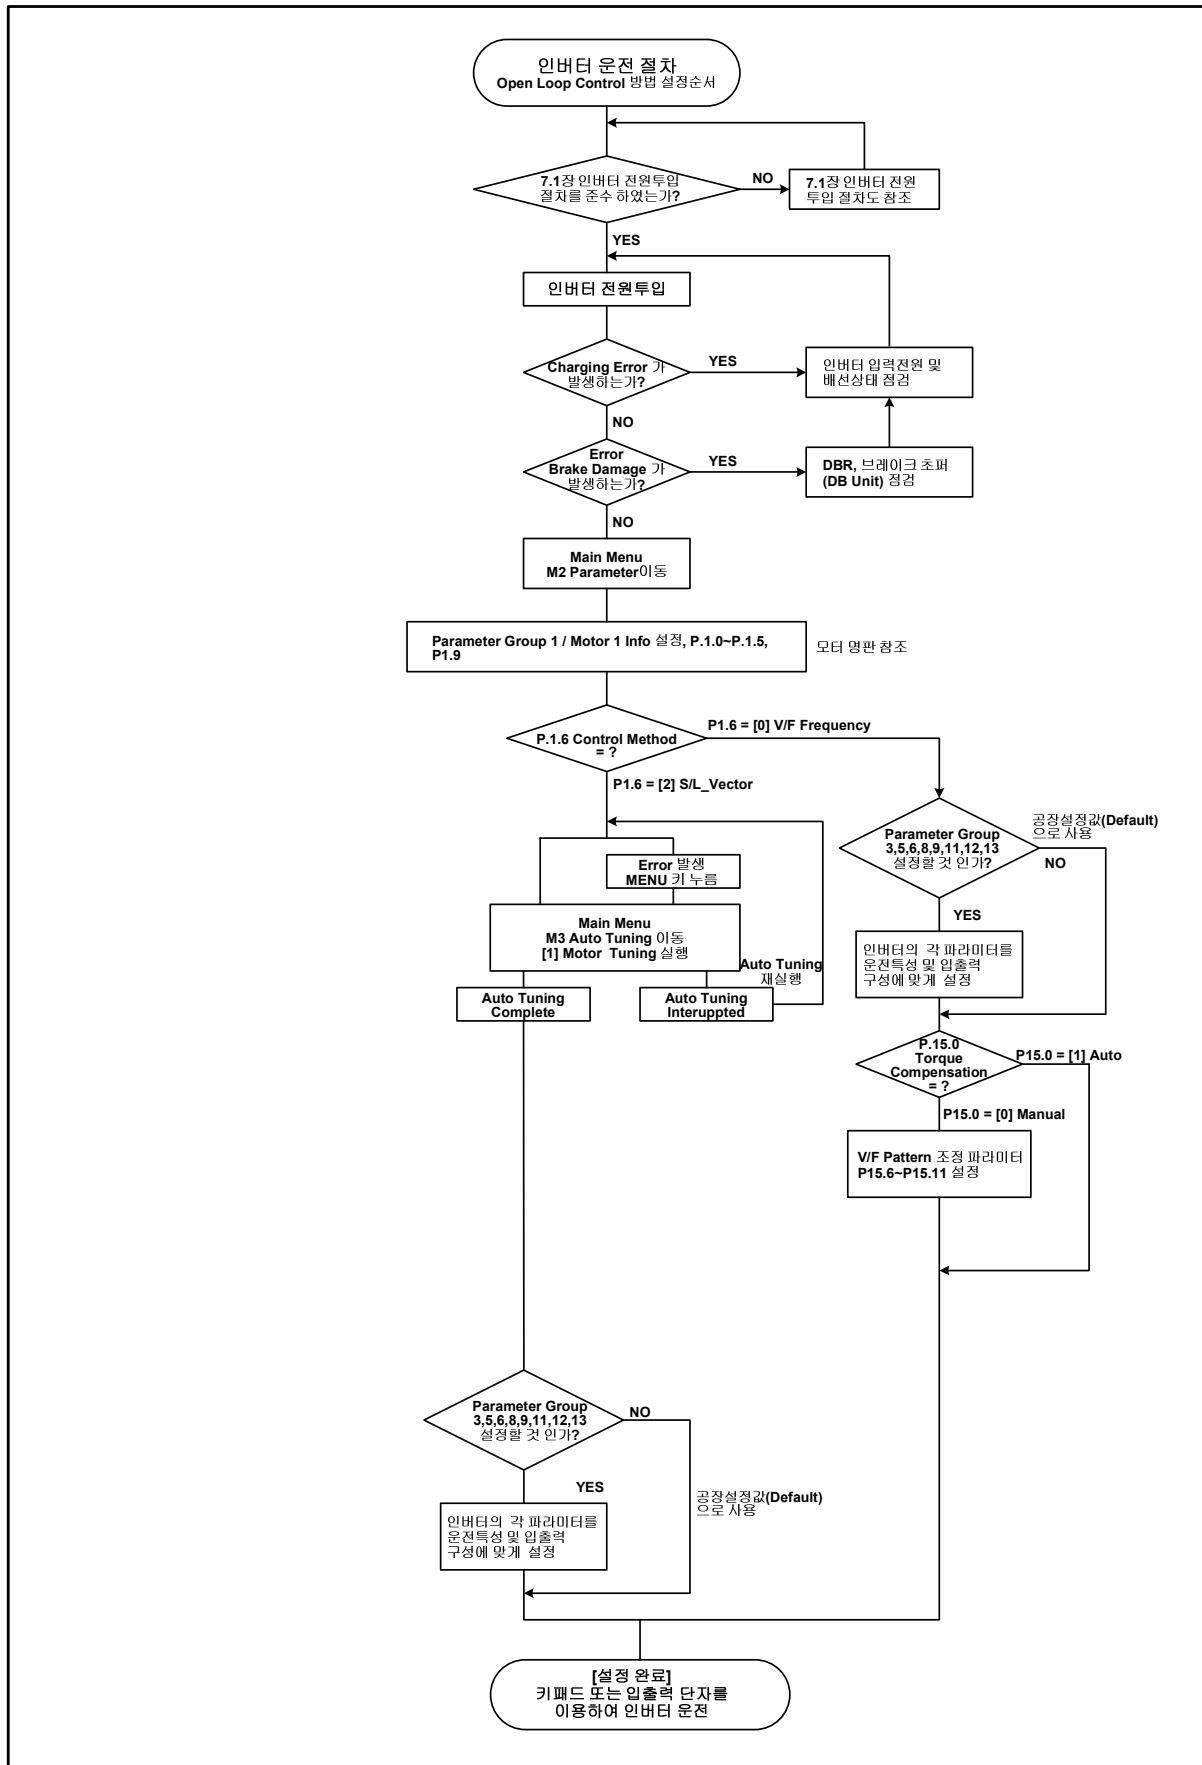 인버터 운전 절차
Open Loop Control 방법 설정순서
7.1장 인버터 전원투입
절차를 준수 하였는가?
NO
7.1장 인버터 전원
투입 절차도 참조
YES
인버터 전원투입
Charging Error 가
발생하는가?
YES
인버터 입력전원 및
배선상태 점검
NO
Error
Brake Damage 가
발생하는가?
YES
DBR, 브레이크 초퍼
(DB Unit) 점검
NO
Main Menu
M2 Parameter이동
Parameter Group 1 / Motor 1 Info 설정, P.1.0~P.1.5,
P1.9
모터 명판 참조
P.1.6 Control Method
= ?
P1.6 = [0] V/F Frequency
P1.6 = [2] S/L_Vector
Error 발생
MENU 키 누름
Main Menu
M3 Auto Tuning 이동
[1] Motor Tuning 실행
Auto Tuning
재실행
Auto Tuning
Complete
Auto Tuning
Interuppted
공장설정값(Default)
으로 사용
Parameter Group
3,5,6,8,9,11,12,13
설정할 것 인가?
NO
YES
인버터의 각 파라미터를
운전특성 및 입출력
구성에 맞게 설정
P.15.0
Torque
Compensation
= ?
P15.0 = [1] Auto
P15.0 = [0] Manual
V/F Pattern 조정 파라미터
P15.6~P15.11 설정
Parameter Group
3,5,6,8,9,11,12,13
설정할 것 인가?
NO
YES
공장설정값(Default)
으로 사용
인버터의 각 파라미터를
운전특성 및 입출력
구성에 맞게 설정
[설정 완료]
키패드 또는 입출력 단자를
이용하여 인버터 운전